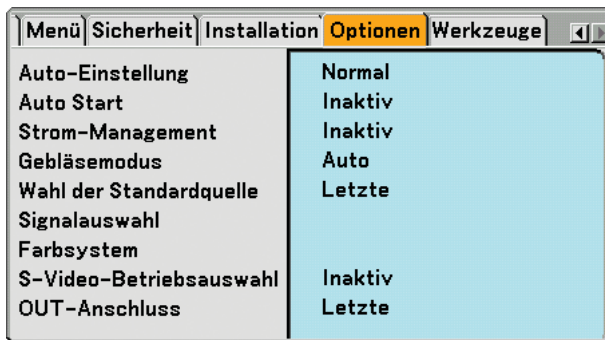 Menü Sicherheit Installation Optionen Werkzeuge
Auto-Einstellung Normal
Auto Start Inaktiv
Strom-Management Inaktiv
Gebläsemodus Auto
Wahl der Standardquelle Letzte
Signalauswahl
Farbsystem
S-Video-Betriebsauswahl Inaktiv
OUT-Anschluss Letzte